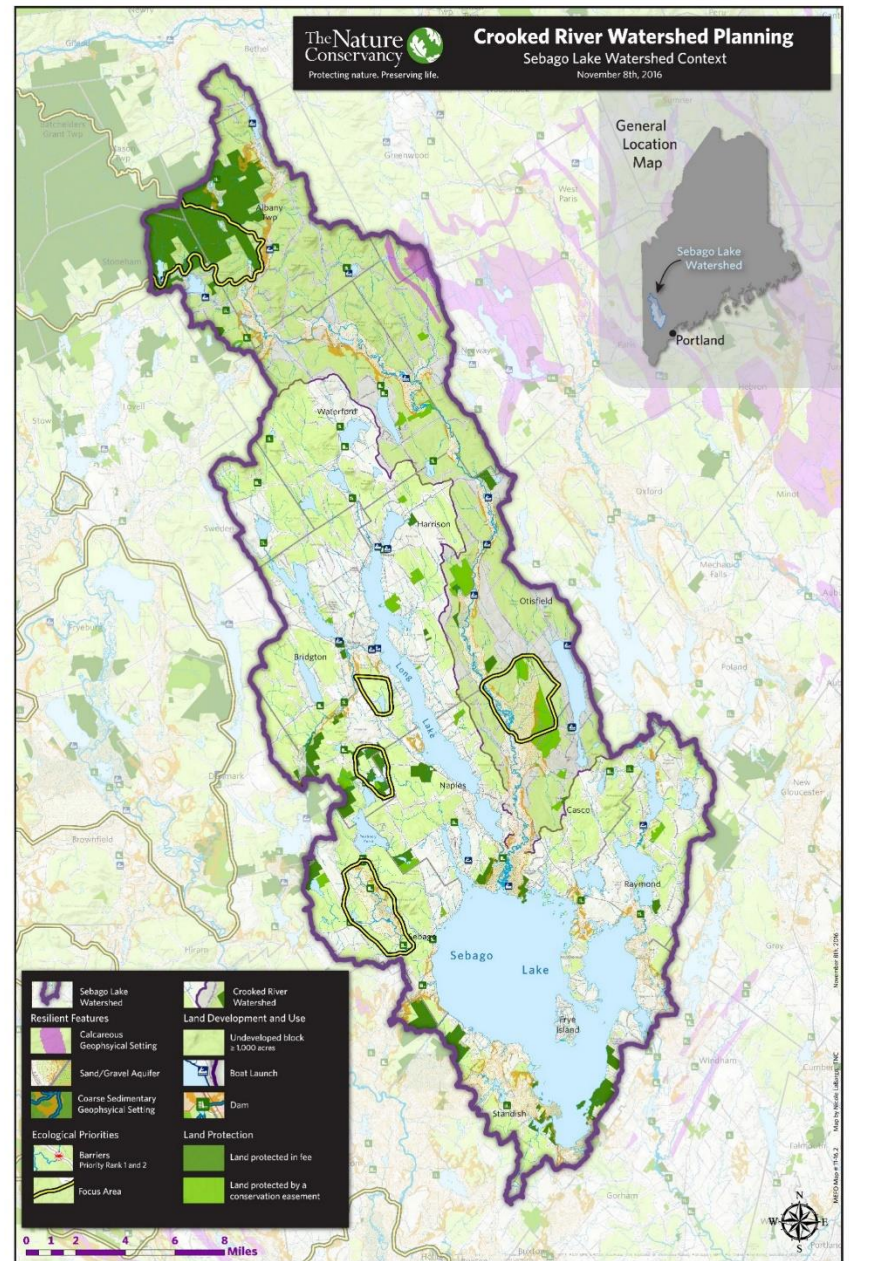 The Nature
Conservancy
Protecting nature. Preserving life.
Crooked River Watershed Planning
Sebago Lake Watershed Context
November 8th, 2016
General
Location
Map
Sebago Lake
Watershed
Portland
Bethel
Greenwood
West
Paris
Albany
Twp
Stoneham
Norway
Lovell
Stow
Waterford
Hebron
Oxford
Minot
Sweden
Harrison
Mechanic
Falls
Otisfield
Fryeburg
Bridgton
Long
Lake
Poland
Denmark
Naples
New
Gloucester
Casco
Brownfield
Raymond
Sebago
Hiram
Gray
Sebago
Lake
Frye
Island
Windham
Standish
Gorham
Sebago Lake
Watershed
Crooked River
Watershed
Resilient Features
Land Development and Use
Calcareous
Geophsyical Setting
Undeveloped block
≥ 1,000 acres
Sand/Gravel Aquifer
Boat Launch
Coarse Sedimentary
Geophsyical Setting
Dam
Ecological Priorities
Land Protection
Barriers
Priority Rank 1 and 2
Land protected in fee
Focus Area
Land protected by a
conservation easement
0 1 2 4 6 8
Miles
N
W E
S
November 8th, 2016